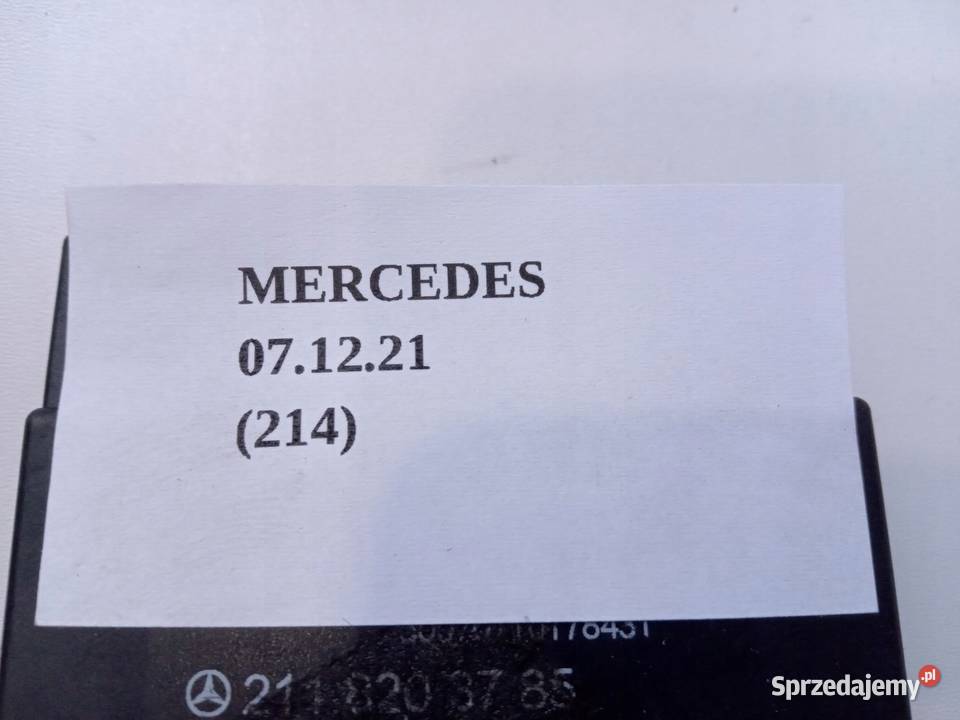 MERCEDES
07.12.21
(214)
211 820 37 85
Sprzedajemy.pl